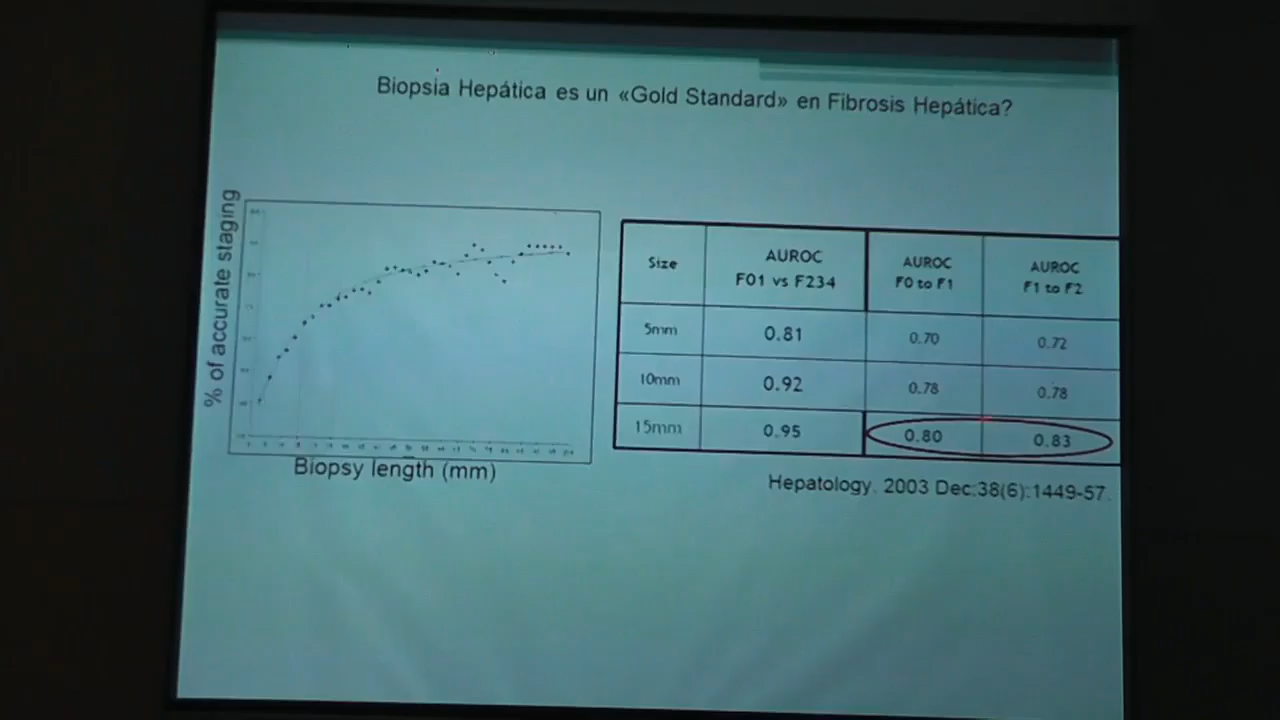 Biopsia Hepática es un «Gold Standard» en Fibrosis Hepática?
% of accurate staging
Biopsy length (mm)
Size
AUROC
F01 vs F234
AUROC
F0 to F1
AUROC
F1 to F2
5mm
0.81
0.70
0.72
10mm
0.92
0.78
0.78
15mm
0.95
0.80
0.83
Hepatology. 2003 Dec;38(6):1449-57.